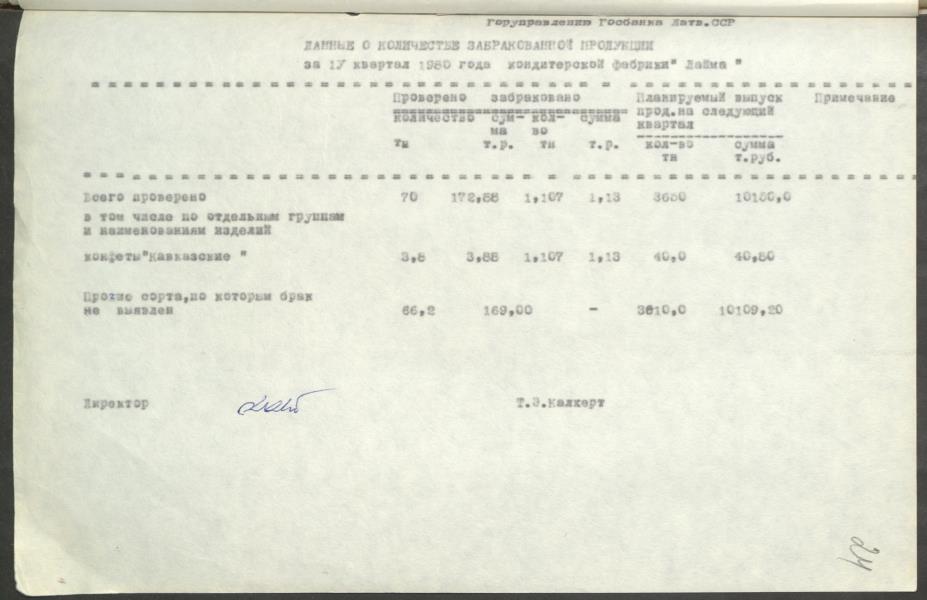 Горуправлению Госбанка Латв.ССР
ДАННЫЕ О КОЛИЧЕСТВЕ ЗАБРАКОВАННОЙ ПРОДУКЦИИ
за 1У квартал 1980 года кондитерской фабрики" Лайма "
Проверено забраковано Планируемый выпуск Примечание
количество сум- кол- сумма прод.на следующий
ма во квартал
тн т.р. тн т.р. кол-во сумма
тн т.руб.
Всего проверено 70 172,88 1,107 1,13 3650 10150,0
в том числе по отдельным группам
и наименованиям изделий
конфеты"Кавказские " 3,8 3,88 1,107 1,13 40,0 40,80
Прочие сорта,по которым брак
не выявлен 66,2 169,00 - 3610,0 10109,20
Директор Т.Э.Калкерт
24